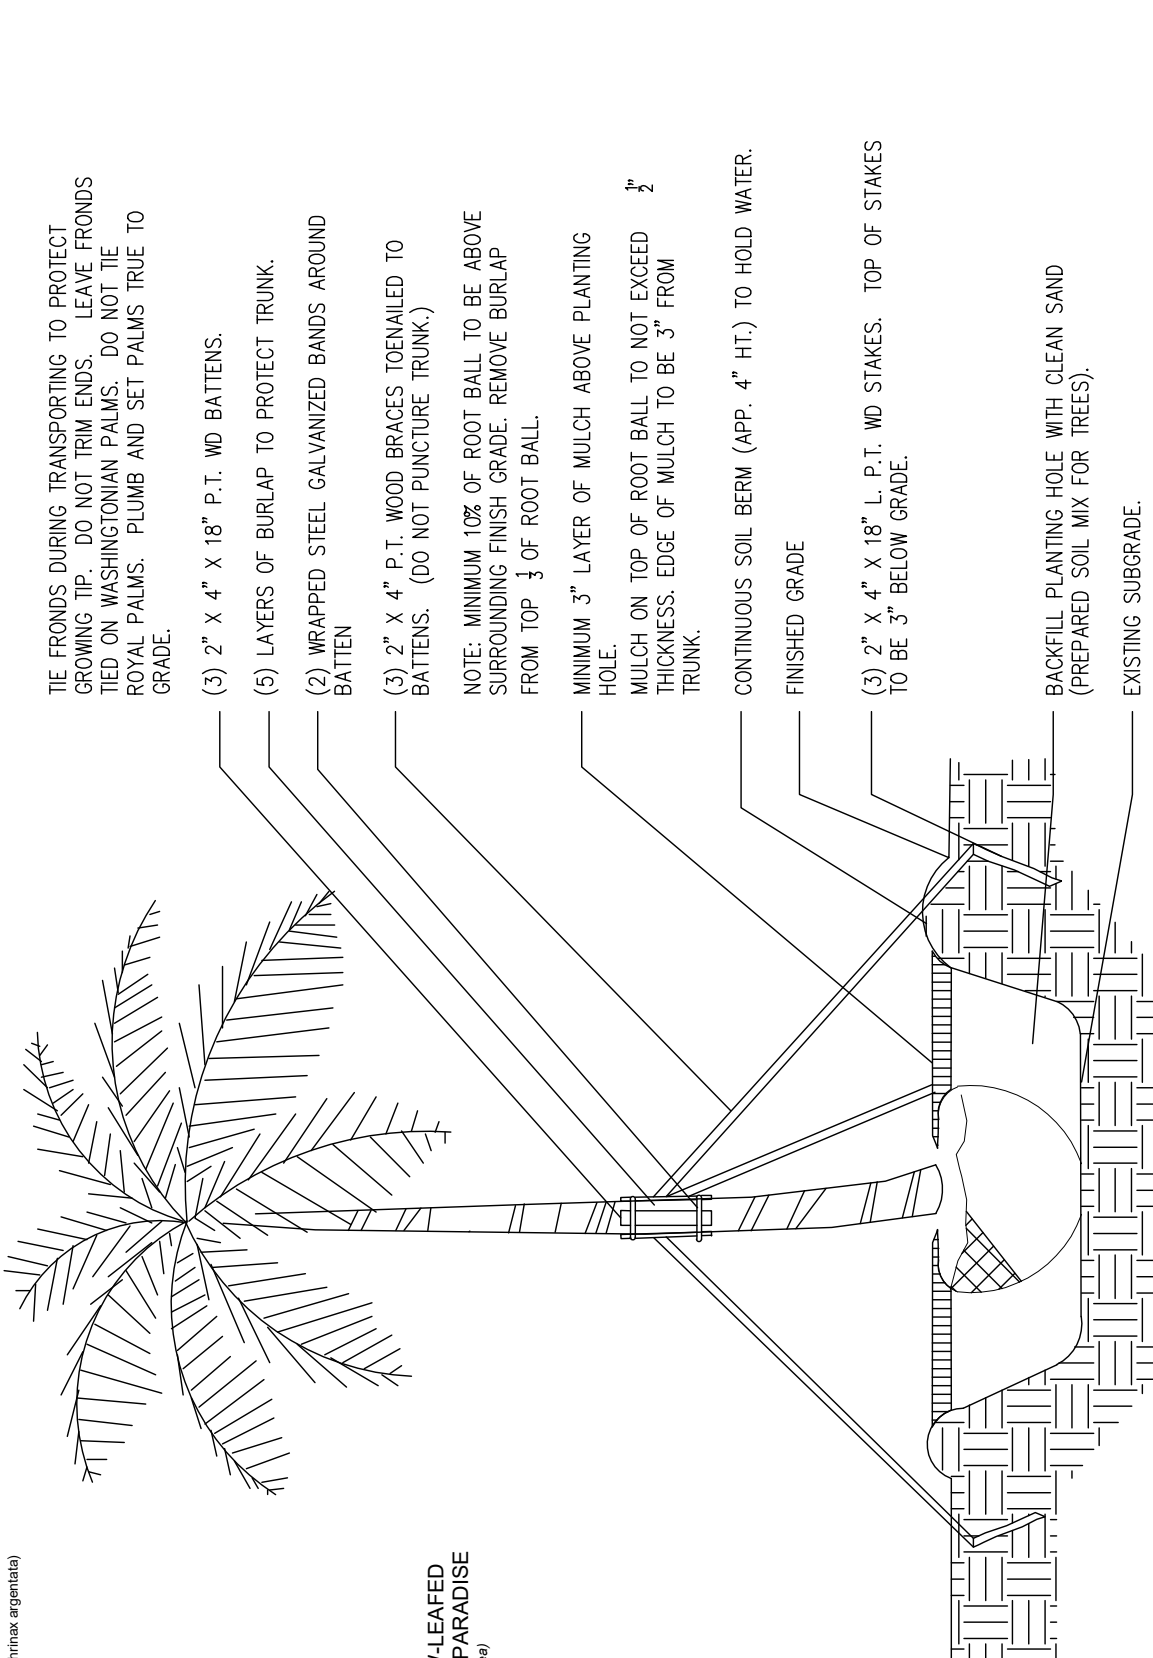 TIE FRONDS DURING TRANSPORTING TO PROTECT
GROWING TIP. DO NOT TRIM ENDS. LEAVE FRONDS
TIED ON WASHINGTONIAN PALMS. DO NOT TIE
ROYAL PALMS. PLUMB AND SET PALMS TRUE TO
GRADE.
(3) 2" X 4" X 18" P.T. WD BATTENS.
(5) LAYERS OF BURLAP TO PROTECT TRUNK.
(2) WRAPPED STEEL GALVANIZED BANDS AROUND
BATTEN
(3) 2" X 4" P.T. WOOD BRACES TOENAILED TO
BATTENS. (DO NOT PUNCTURE TRUNK.)
NOTE: MINIMUM 10% OF ROOT BALL TO BE ABOVE
SURROUNDING FINISH GRADE. REMOVE BURLAP
FROM TOP 1/3 OF ROOT BALL.
MINIMUM 3" LAYER OF MULCH ABOVE PLANTING
HOLE.
MULCH ON TOP OF ROOT BALL TO NOT EXCEED 1/2"
THICKNESS. EDGE OF MULCH TO BE 3" FROM
TRUNK.
CONTINUOUS SOIL BERM (APP. 4" HT.) TO HOLD WATER.
FINISHED GRADE
(3) 2" X 4" X 18" L. P.T. WD STAKES. TOP OF STAKES
TO BE 3" BELOW GRADE.
BACKFILL PLANTING HOLE WITH CLEAN SAND
(PREPARED SOIL MIX FOR TREES).
EXISTING SUBGRADE.
hrinax argentata)
-LEAFED
PARADISE
ea)